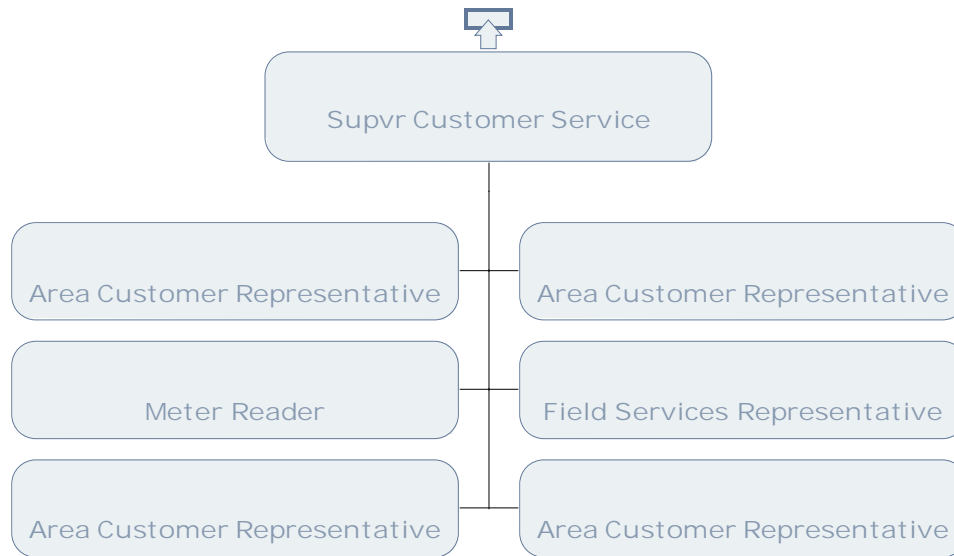 Supvr Customer Service
Area Customer Representative
Area Customer Representative
Meter Reader
Field Services Representative
Area Customer Representative
Area Customer Representative